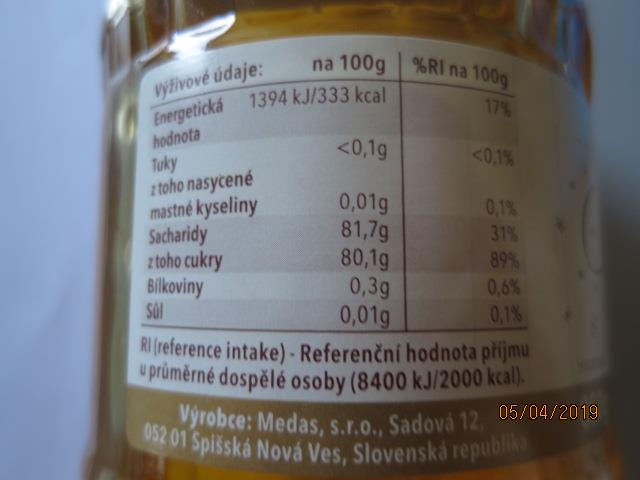 Výživové údaje: na 100g %RI na 100g
Energetická 1394 kJ/333 kcal 17%
hodnota
Tuky <0,1g <0,1%
z toho nasycené
mastné kyseliny 0,01g 0,1%
Sacharidy 81,7g 31%
z toho cukry 80,1g 89%
Bílkoviny 0,3g 0,6%
Sůl 0,01g 0,1%
RI (reference intake) - Referenční hodnota příjmu
u průměrné dospělé osoby (8400 kJ/2000 kcal).
Výrobce: Medas, s.r.o., Sadová 12,
052 01 Spišská Nová Ves, Slovenská republika
05/04/2019